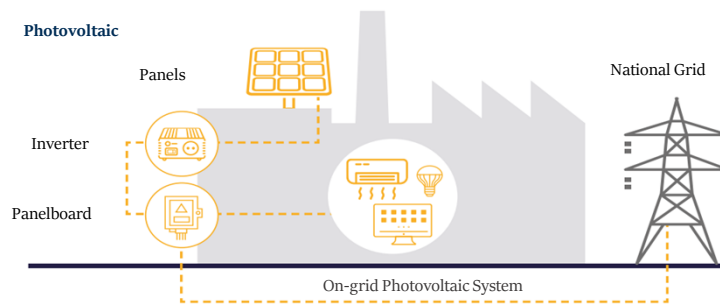 Photovoltaic
Panels
National Grid
Inverter
Panelboard
On-grid Photovoltaic System